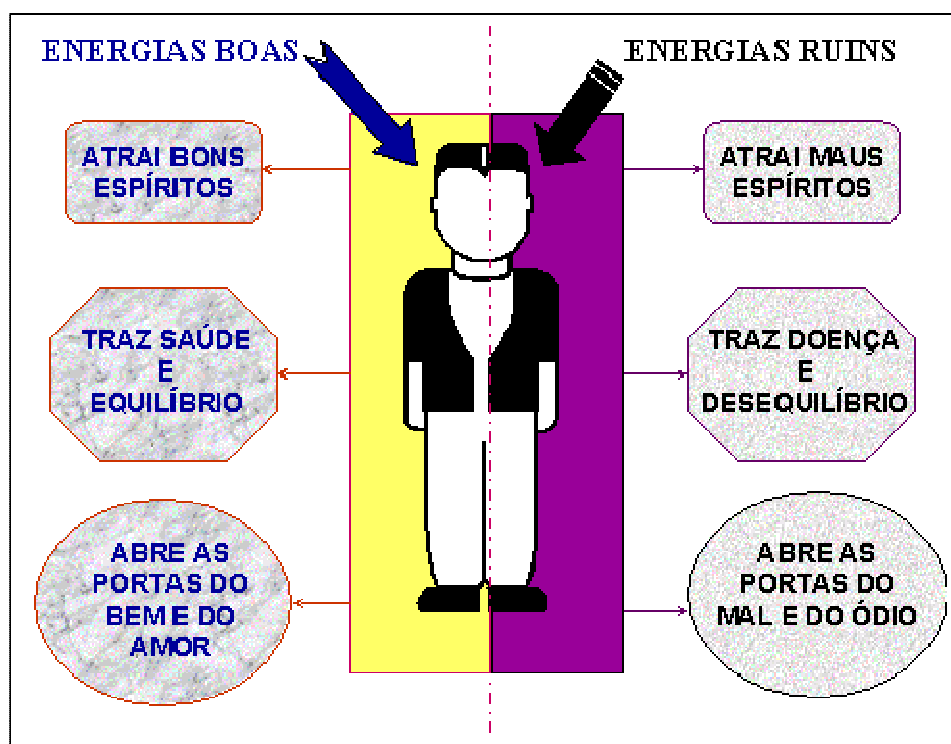 ENERGIAS BOAS
ENERGIAS RUINS
ATRAI BONS
ESPÍRITOS
ATRAI MAUS
ESPÍRITOS
TRAZ SAÚDE
E
EQUILÍBRIO
TRAZ DOENÇA
E
DESEQUILÍBRIO
ABRE AS
PORTAS DO
BEM E DO
AMOR
ABRE AS
PORTAS DO
MAL E DO ÓDIO